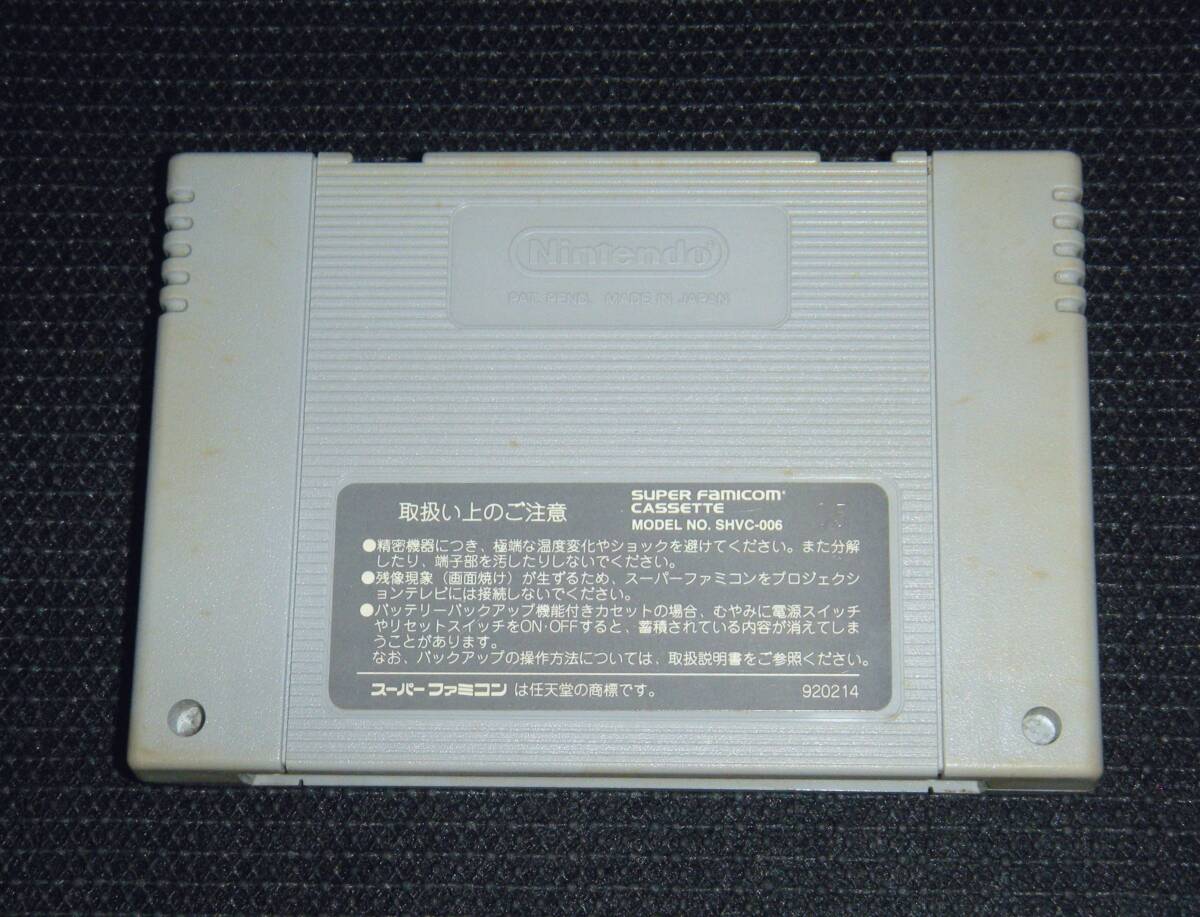 Nintendo®
PAT. PEND. MADE IN JAPAN
取扱い上のご注意
SUPER FAMICOM®
CASSETTE
MODEL NO. SHVC-006
●精密機器につき、極端な温度変化やショックを避けてください。また分解
したり、端子部を汚したりしないでください。
●残像現象（画面焼け）が生ずるため、スーパーファミコンをプロジェクシ
ョンテレビには接続しないでください。
●バッテリーバックアップ機能付きカセットの場合、むやみに電源スイッチ
やリセットスイッチをON・OFFすると、蓄積されている内容が消えてしま
うことがあります。
なお、バックアップの操作方法については、取扱説明書をご参照ください。
スーパーファミコン は任天堂の商標です。
920214